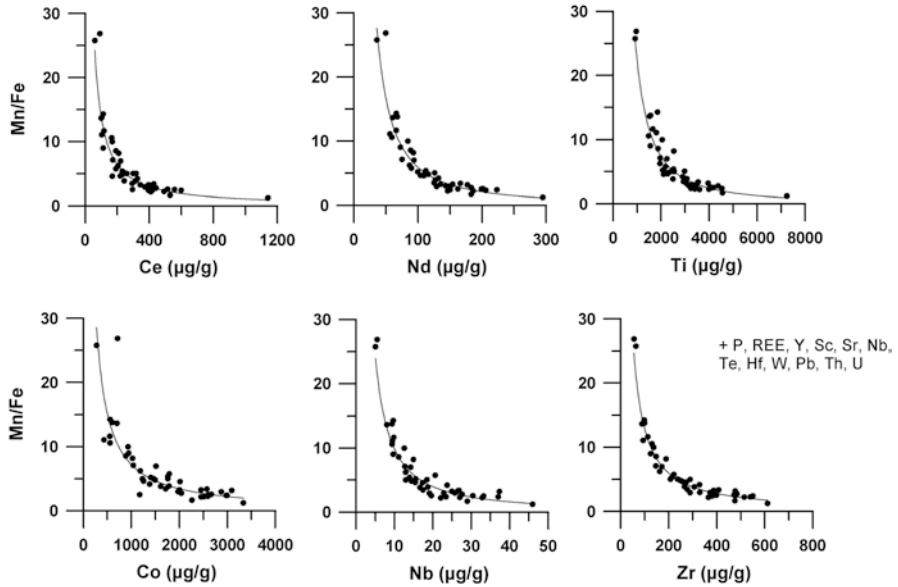 30
20
10
0
Mn/Fe
0 400 800 1200
Ce (µg/g)
30
20
10
0
0 100 200 300
Nd (µg/g)
30
20
10
0
0 2000 4000 6000 8000
Ti (µg/g)
30
20
10
0
Mn/Fe
0 1000 2000 3000 4000
Co (µg/g)
30
20
10
0
0 10 20 30 40 50
Nb (µg/g)
30
20
10
0
0 200 400 600 800
Zr (µg/g)
+ P, REE, Y, Sc, Sr, Nb,
Te, Hf, W, Pb, Th, U